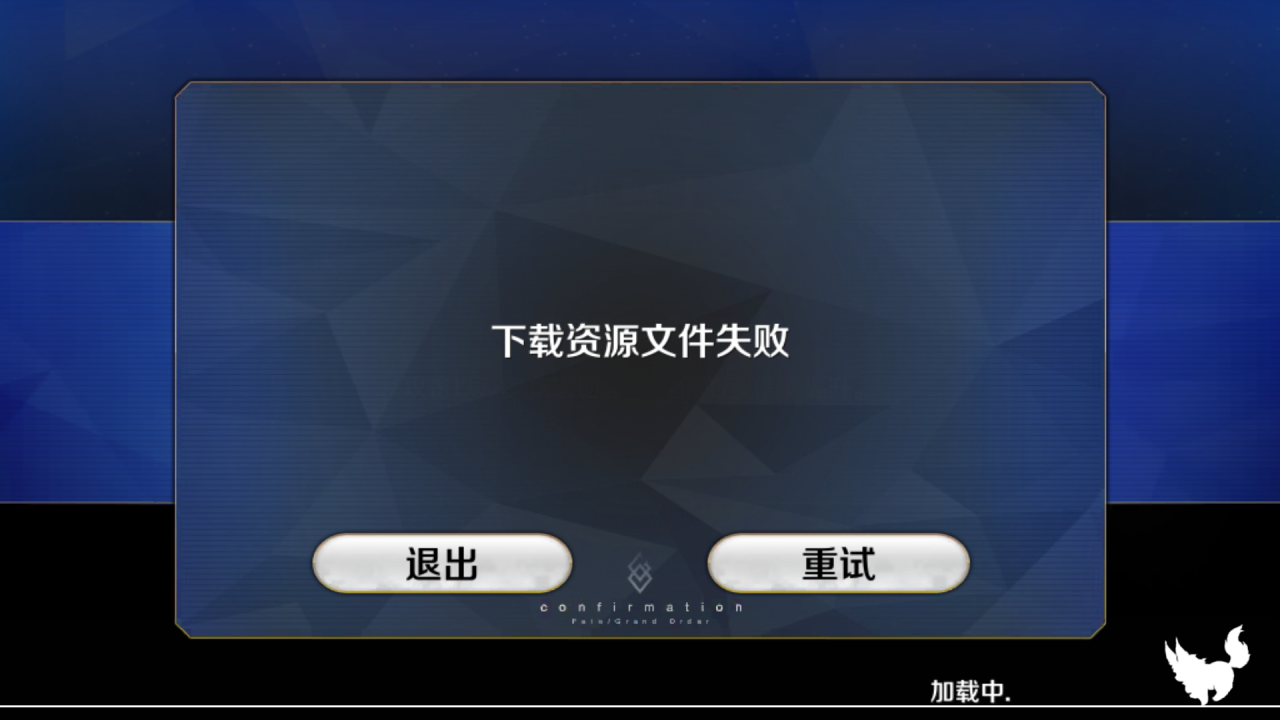 下载资源文件失败
退出
重试
confirmation
Fate/Grand Order
加载中.